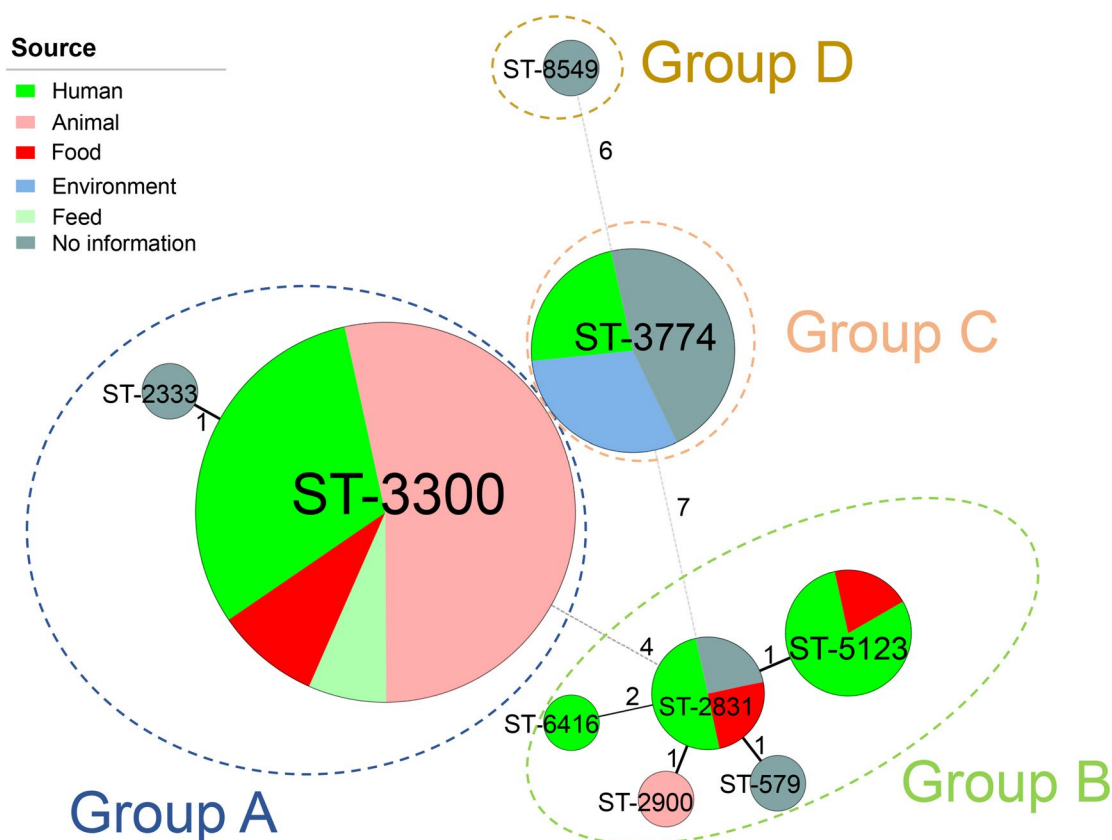 Source
Human
Animal
Food
Environment
Feed
No information
ST-8549
Group D
6
ST-3774
Group C
ST-2333
1
ST-3300
7
4
ST-5123
1
ST-2831
2
ST-6416
1
1
ST-579
ST-2900
Group B
Group A